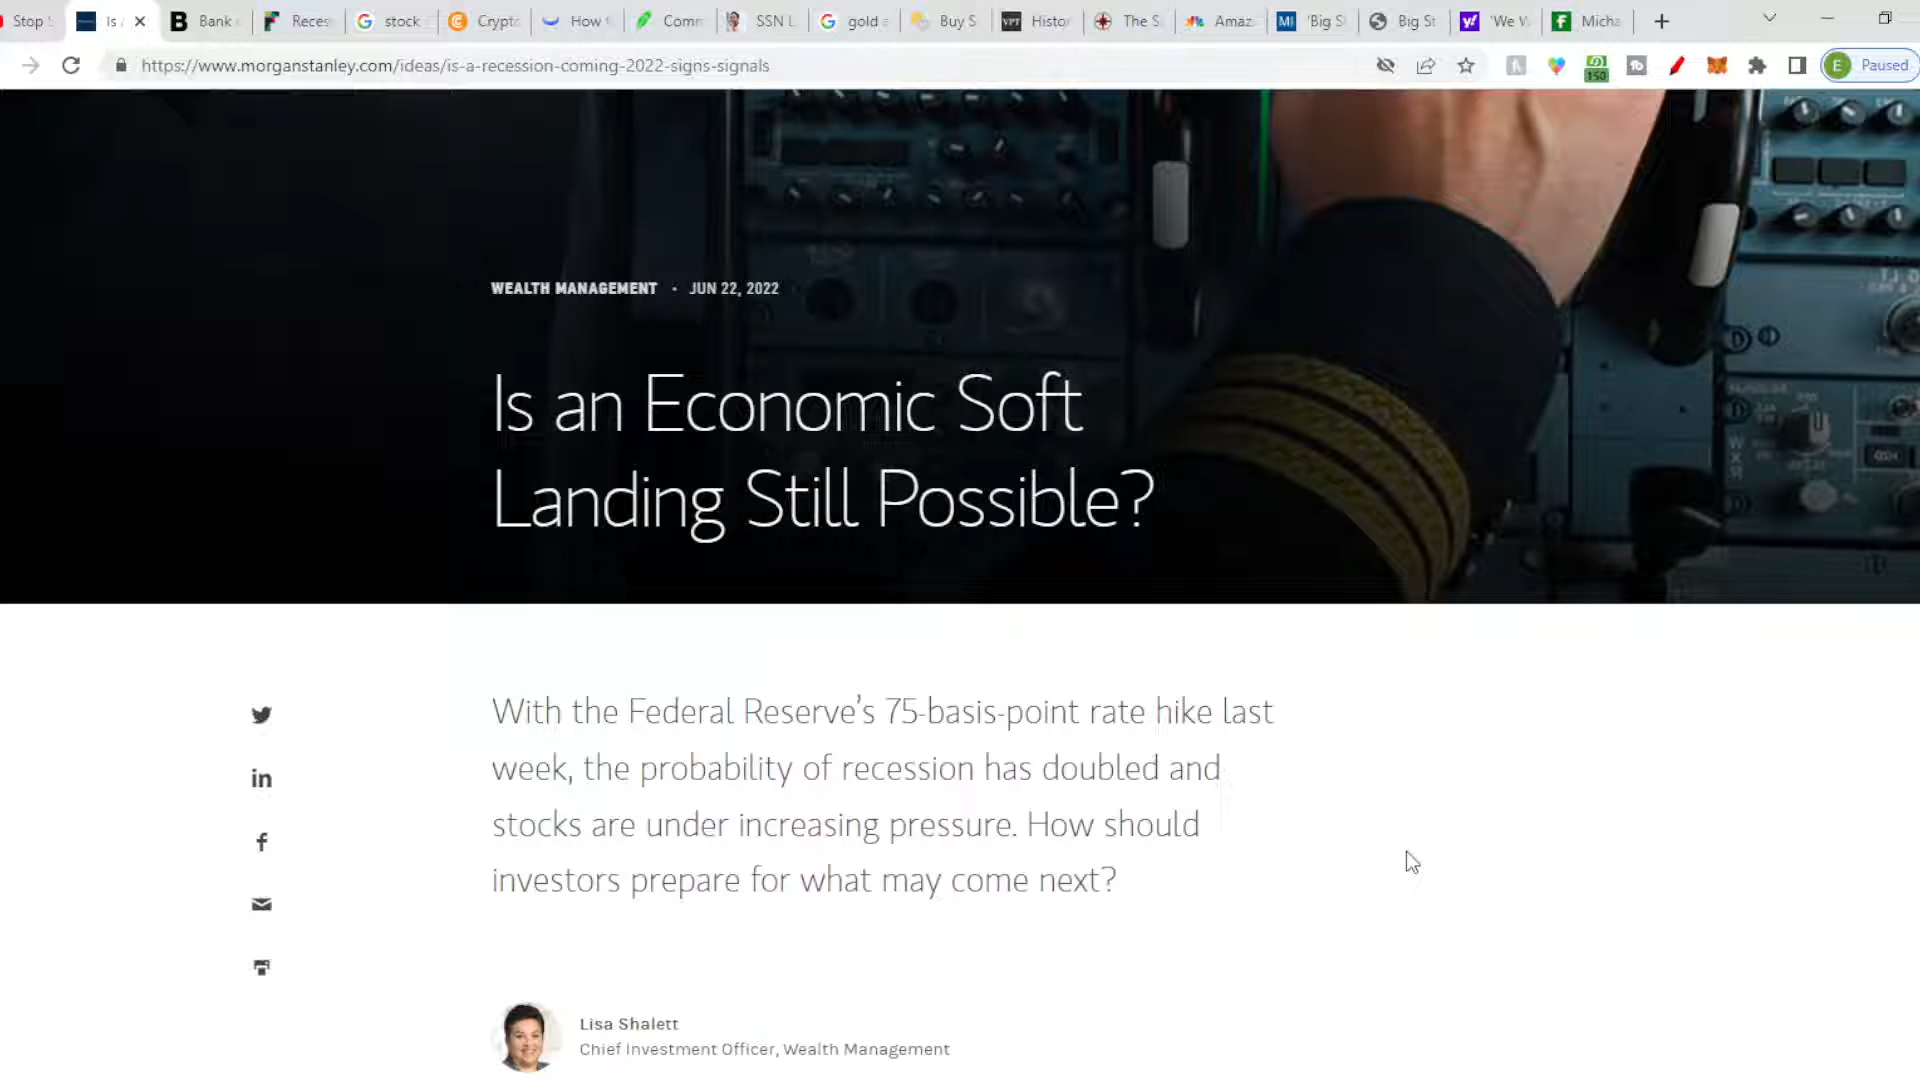 Stop
Is
Bank
Reces
stock
Crypto
How
Comm
SSN L
gold
Buy S
Histo
The S
Amaz
'Big S
Big St
'We W
Micha
https://www.morganstanley.com/ideas/is-a-recession-coming-2022-signs-signals
150
E
Paused
WEALTH MANAGEMENT · JUN 22, 2022
Is an Economic Soft
Landing Still Possible?
With the Federal Reserve’s 75-basis-point rate hike last
week, the probability of recession has doubled and
stocks are under increasing pressure. How should
investors prepare for what may come next?
Lisa Shalett
Chief Investment Officer, Wealth Management